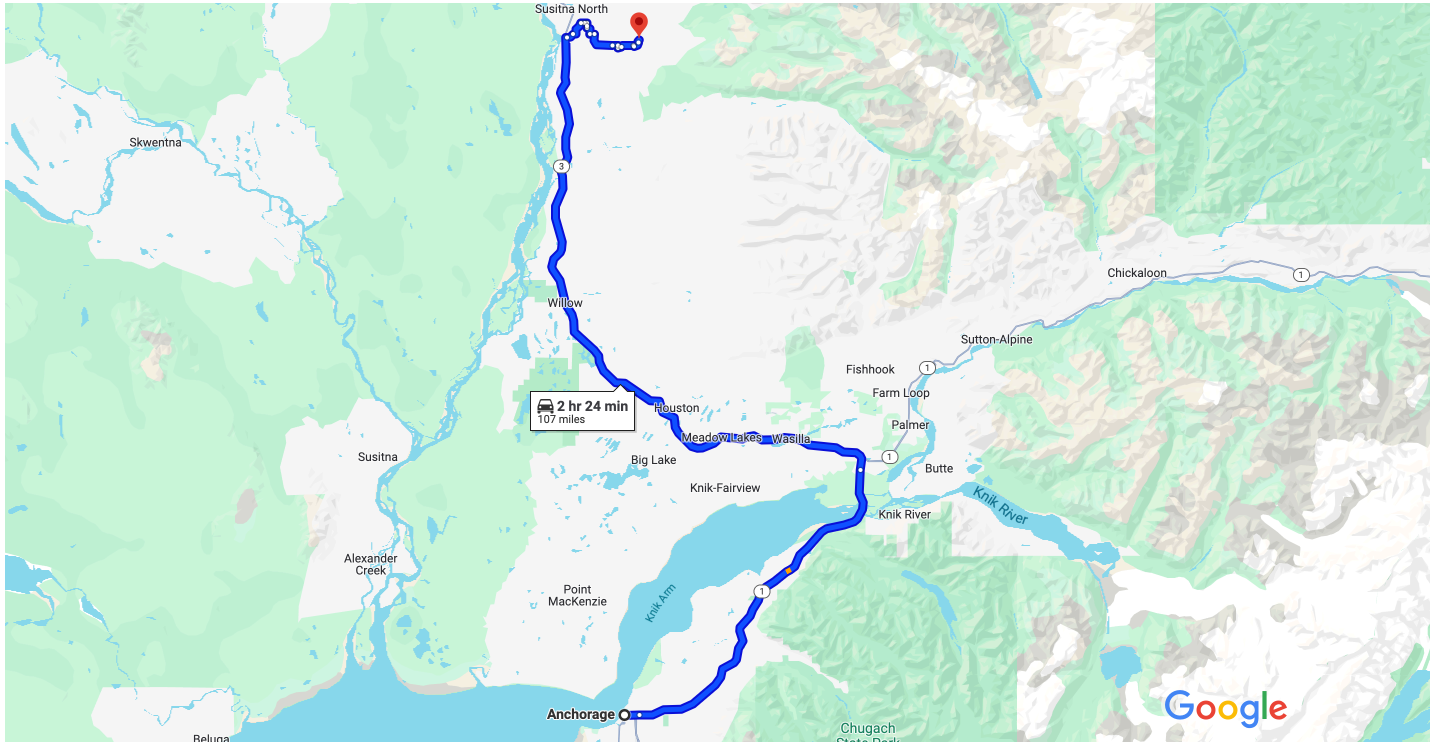 Susitna North
Skwentna
3
Chickaloon
1
Willow
Sutton-Alpine
1
Fishhook
Farm Loop
2 hr 24 min
107 miles
Houston
Palmer
Meadow Lakes
Wasilla
Susitna
Big Lake
1
Butte
Knik-Fairview
Knik River
Knik River
Alexander
Creek
Point
MacKenzie
Knik Arm
1
Anchorage
Google
Beluga
Chugach
State Park